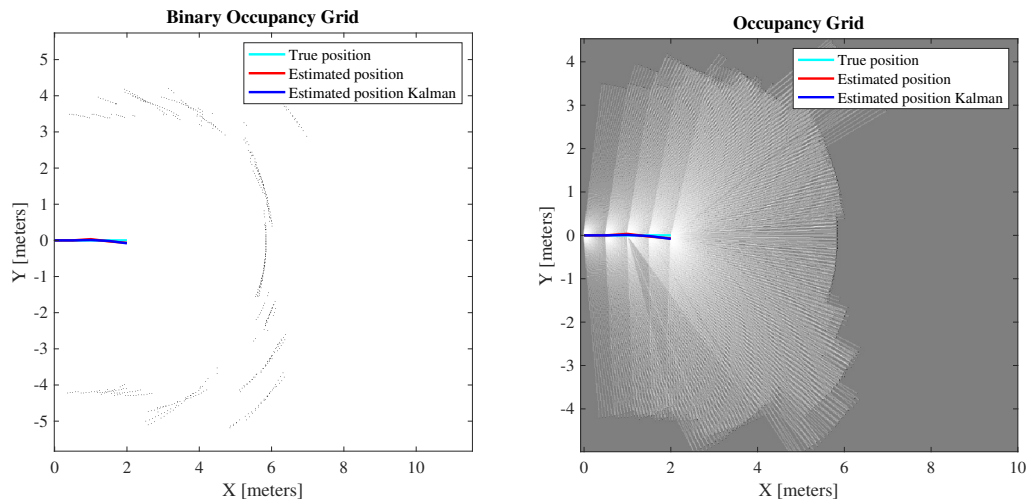 Binary Occupancy Grid
5
4
3
2
1
0
-1
-2
-3
-4
-5
Y [meters]
0
2
4
6
8
10
X [meters]
True position
Estimated position
Estimated position Kalman
Occupancy Grid
4
3
2
1
0
-1
-2
-3
-4
Y [meters]
0
2
4
6
8
10
X [meters]
True position
Estimated position
Estimated position Kalman